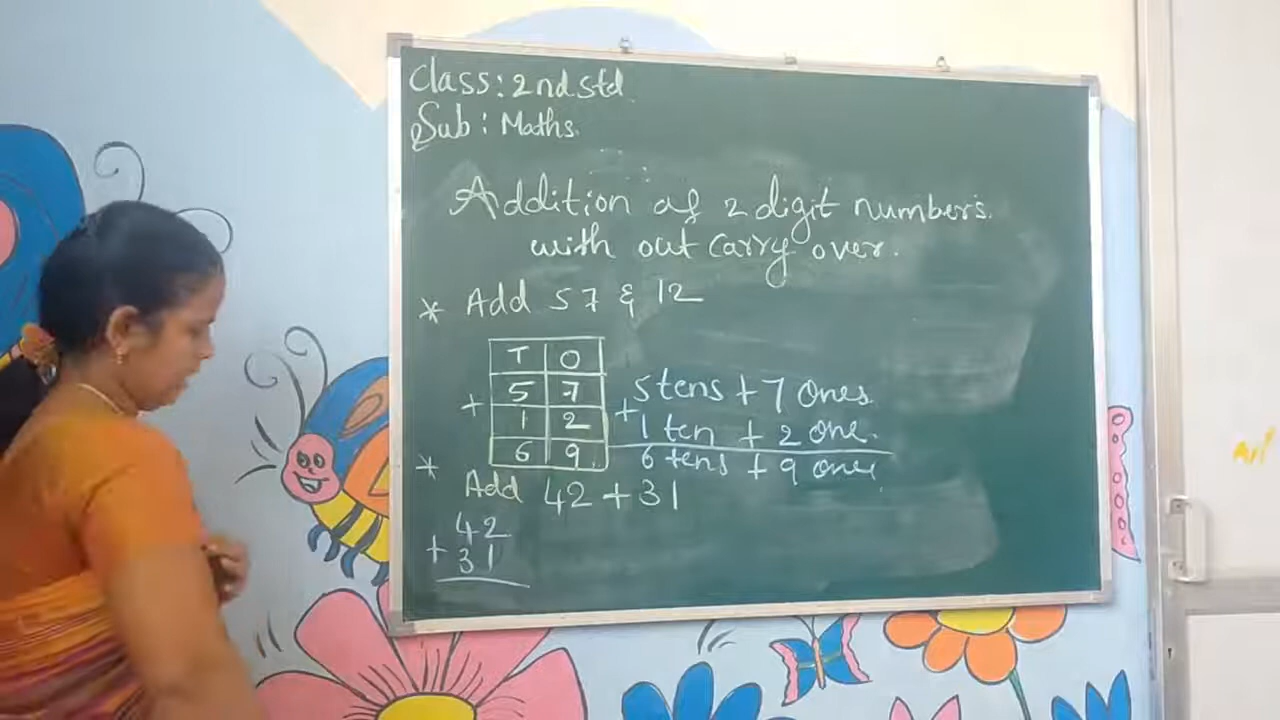 Class: 2nd.Std.
Sub: Maths.
Addition of 2 digit numbers.
with out carry over.
* Add 57 & 12
T O
+ 5 7
1 2
6 9
5 tens + 7 Ones.
+ 1 ten + 2 one.
6 tens + 9 one
* Add 42 + 31
42
+ 31